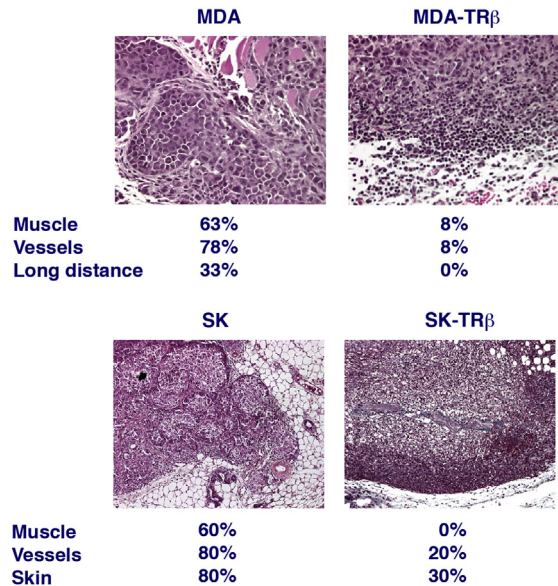 MDA MDA-TRβ
Muscle 63% 8%
Vessels 78% 8%
Long distance 33% 0%
SK SK-TRβ
Muscle 60% 0%
Vessels 80% 20%
Skin 80% 30%